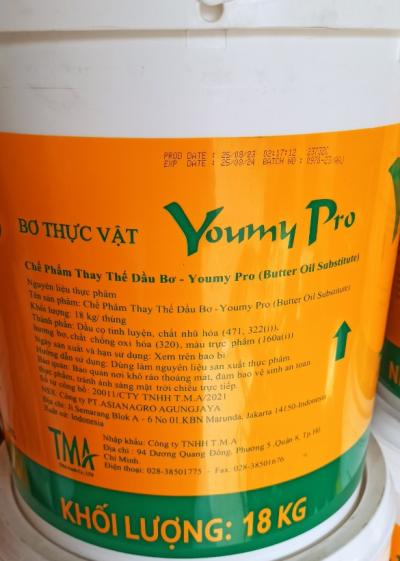 PROD DATE : 25/09/23 02:17:12 23732C
EXP DATE : 25/09/24 BATCH NO :
BƠ THỰC VẬT
Youmy Pro
Chế Phẩm Thay Thế Dầu Bơ - Youmy Pro (Butter Oil Substitute)
Nguyên liệu thực phẩm
Tên sản phẩm: Chế Phẩm Thay Thế Dầu Bơ - Youmy Pro (Butter Oil Substitute)
Khối lượng: 18 kg/ thùng
Thành phần: Dầu cọ tinh luyện, chất nhũ hóa (471, 322(i)),
hương bơ, chất chống oxi hóa (320), màu thực phẩm (160a(i))
Ngày sản xuất và hạn sử dụng: Xem trên bao bì
Hướng dẫn sử dụng: Dùng làm nguyên liệu sản xuất thực phẩm
Bảo quản: Bảo quản nơi khô ráo thoáng mát, đảm bảo vệ sinh an toàn
thực phẩm, tránh ánh sáng mặt trời chiếu trực tiếp.
Số tự công bố: 20011/CTY TNHH T.M.A/2021
NSX: Công ty PT.ASIANAGRO AGUNGJAYA
Địa chỉ: Jl Semarang Blok A - 6 No 01.KBN Marunda, Jakarta 14150-Indonesia
Xuất xứ: Indonesia
TMA
Nhập khẩu: Công ty TNHH T.M.A
Địa chỉ : 94 Dương Quang Đông, Phường 5 ,Quận 8, Tp.Hồ
Chí Minh
Điện thoại: 028-38501775 - Fax: 028-38501676
KHỐI LƯỢNG: 18 KG